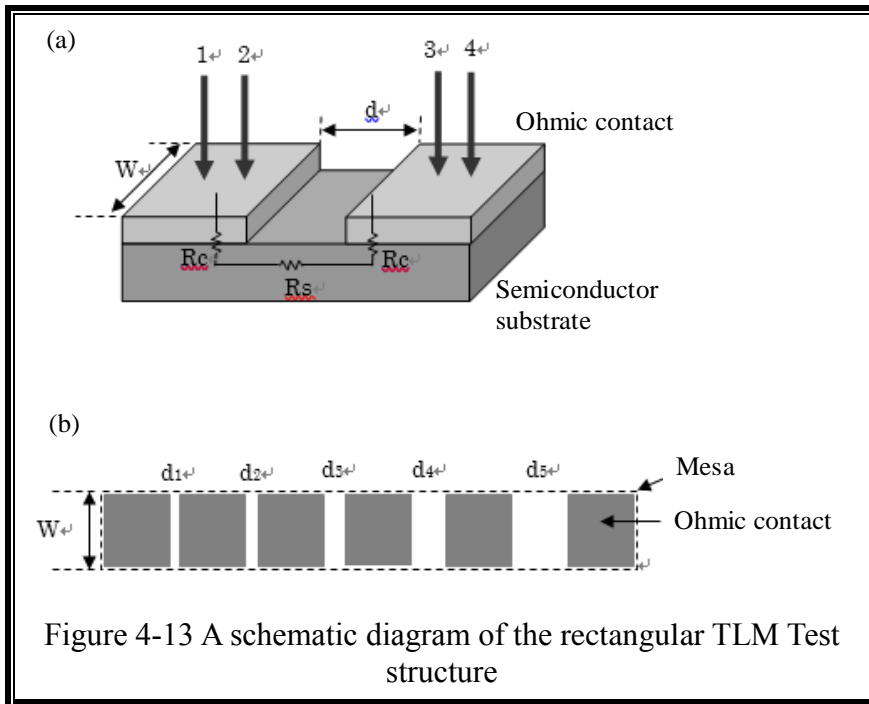 (a)
1↵ 2↵ 3↵ 4↵
d↵
Ohmic contact
W↵
Rc↵ Rc↵
Rs↵
Semiconductor
substrate
(b)
d1↵ d2↵ d3↵ d4↵ d5↵
Mesa
W↵
Ohmic contact
↵
Figure 4-13 A schematic diagram of the rectangular TLM Test
structure